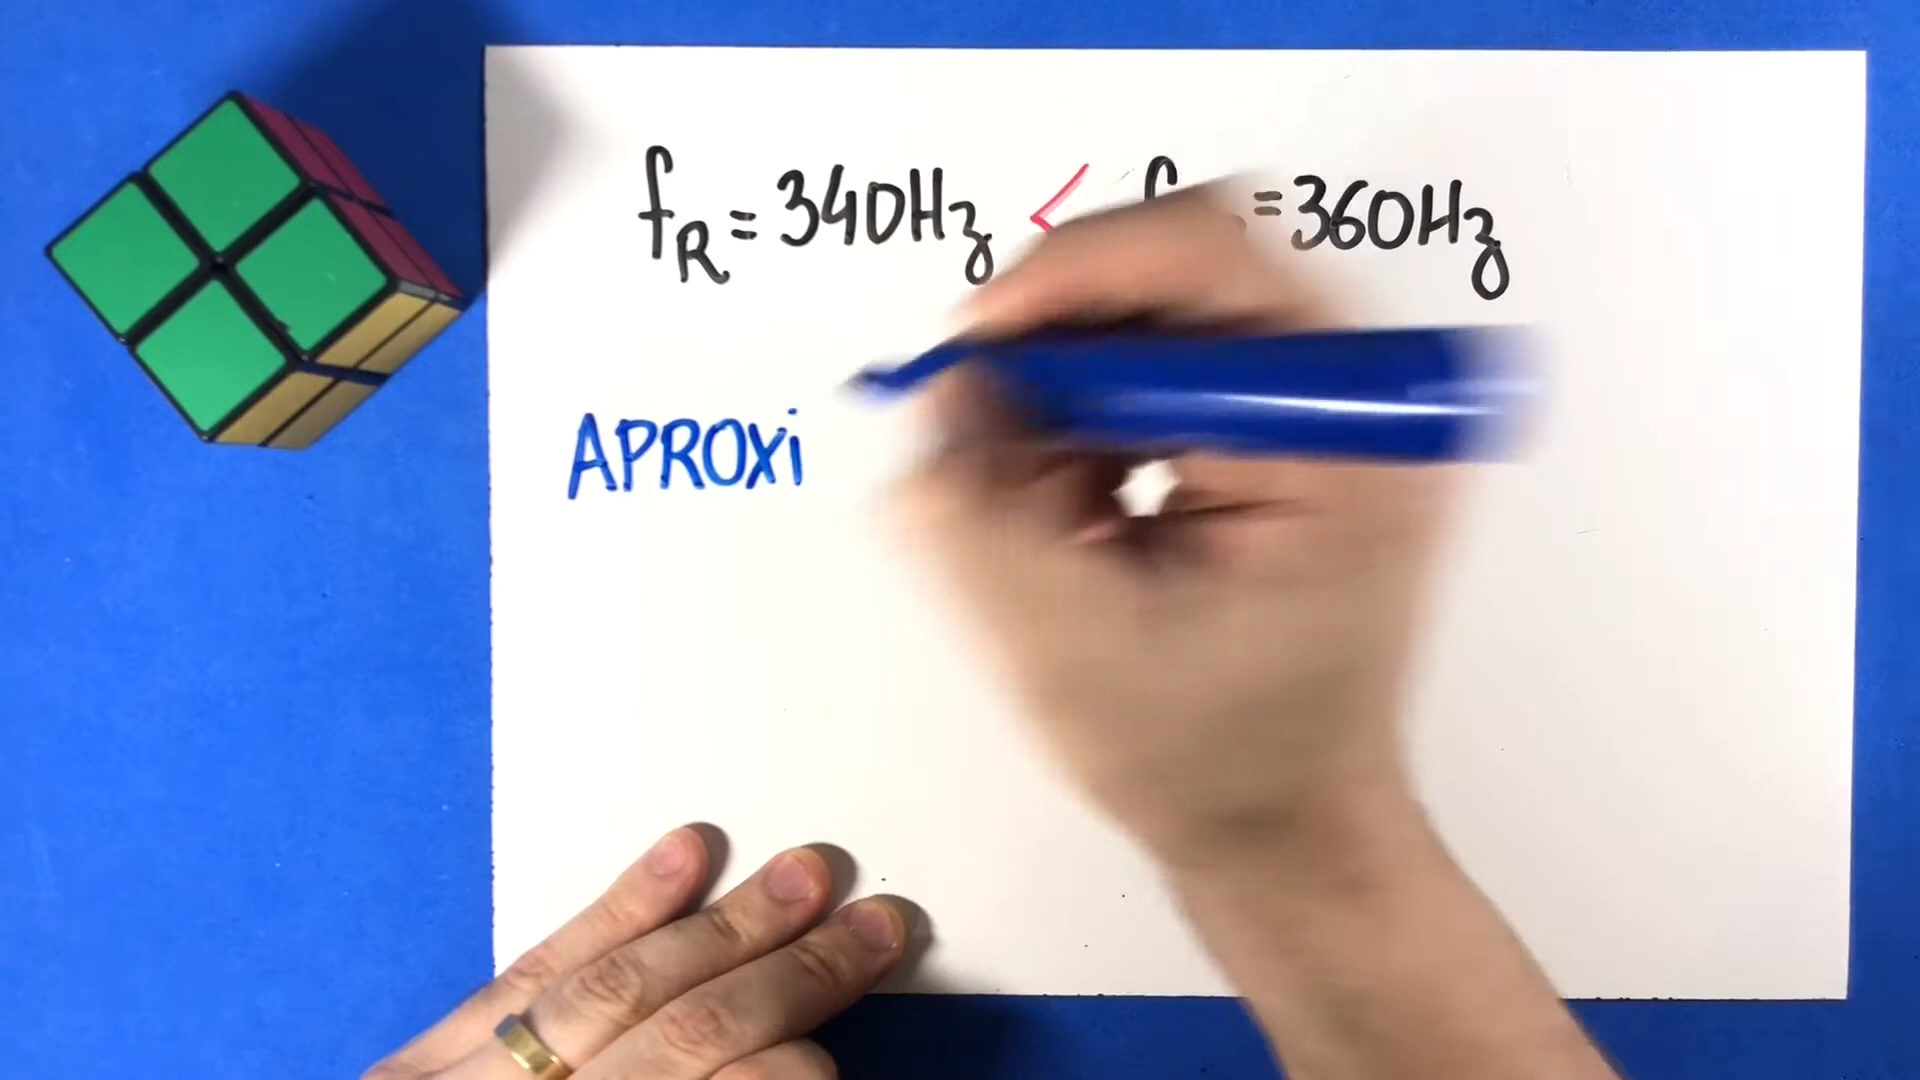 fR = 340Hz < f = 360Hz
APROXi